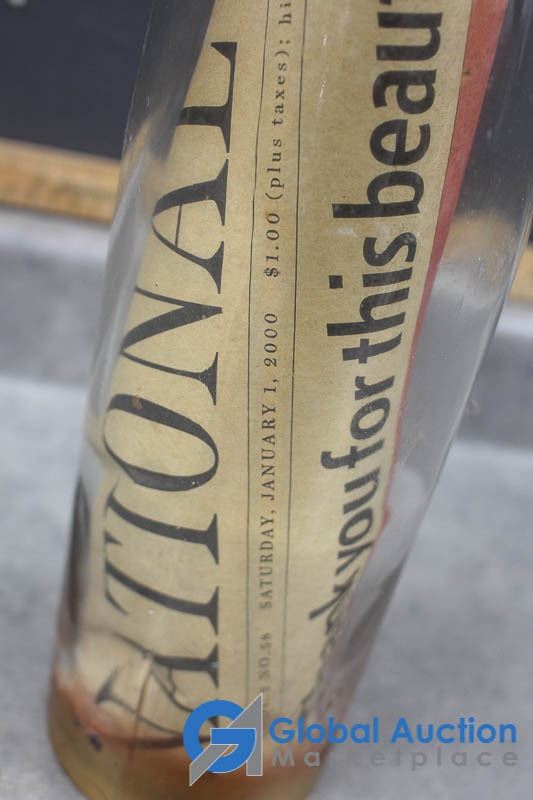 ATIONAL
NO.58 SATURDAY, JANUARY 1, 2000 $1.00 (plus taxes); hi
you for this beau
Global Auction
Marketplace